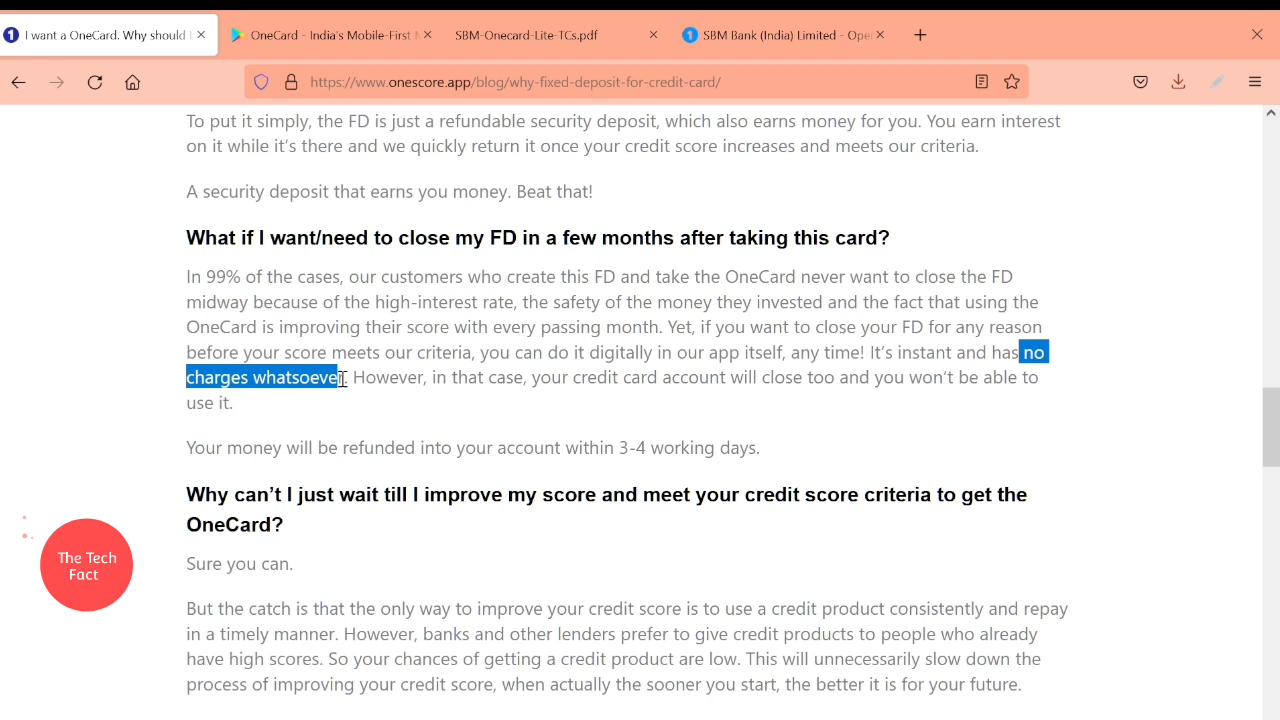 I want a OneCard. Why should I
OneCard - India's Mobile-First M
SBM-Onecard-Lite-TCs.pdf
SBM Bank (India) Limited - Ope
https://www.onescore.app/blog/why-fixed-deposit-for-credit-card/
To put it simply, the FD is just a refundable security deposit, which also earns money for you. You earn interest
on it while it's there and we quickly return it once your credit score increases and meets our criteria.
A security deposit that earns you money. Beat that!
What if I want/need to close my FD in a few months after taking this card?
In 99% of the cases, our customers who create this FD and take the OneCard never want to close the FD
midway because of the high-interest rate, the safety of the money they invested and the fact that using the
OneCard is improving their score with every passing month. Yet, if you want to close your FD for any reason
before your score meets our criteria, you can do it digitally in our app itself, any time! It's instant and has no
charges whatsoever. However, in that case, your credit card account will close too and you won't be able to
use it.
Your money will be refunded into your account within 3-4 working days.
Why can't I just wait till I improve my score and meet your credit score criteria to get the
OneCard?
Sure you can.
But the catch is that the only way to improve your credit score is to use a credit product consistently and repay
in a timely manner. However, banks and other lenders prefer to give credit products to people who already
have high scores. So your chances of getting a credit product are low. This will unnecessarily slow down the
process of improving your credit score, when actually the sooner you start, the better it is for your future.
The Tech
Fact